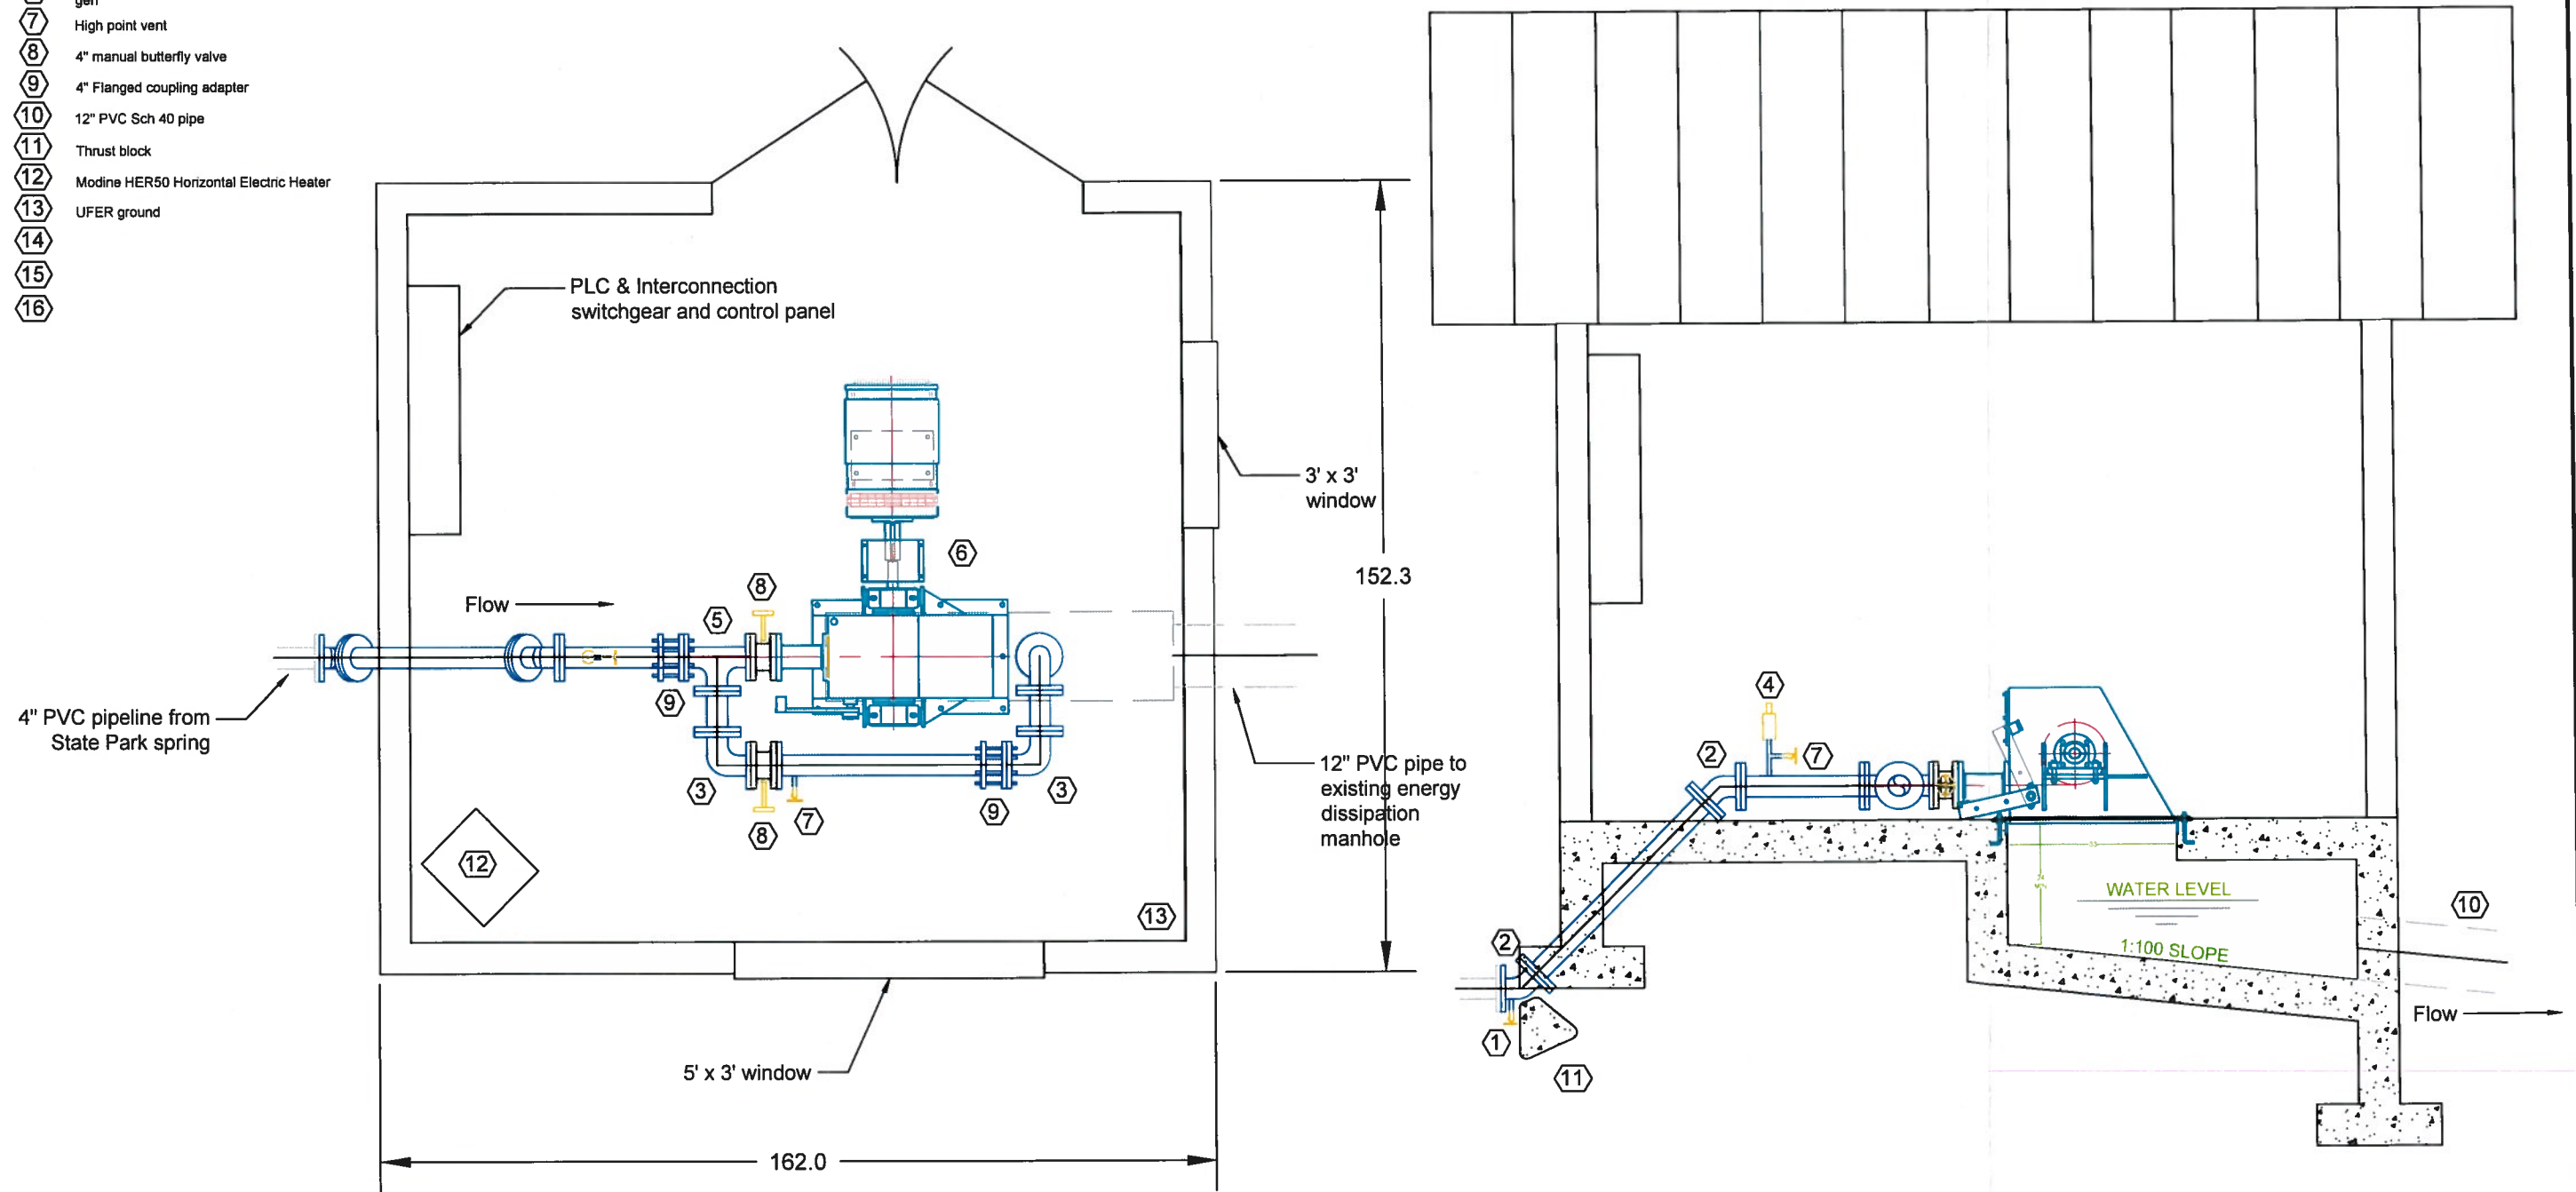 gen
7 High point vent
8 4" manual butterfly valve
9 4" Flanged coupling adapter
10 12" PVC Sch 40 pipe
11 Thrust block
12 Modine HER50 Horizontal Electric Heater
13 UFER ground
14
15
16
PLC & Interconnection
switchgear and control panel
3' x 3'
window
6
152.3
Flow
8
5
9
4" PVC pipeline from
State Park spring
3
7
8
9
3
12" PVC pipe to
existing energy
dissipation
manhole
12
13
5' x 3' window
162.0
4
2
7
33
WATER LEVEL
10
1:100 SLOPE
2
Flow
1
11